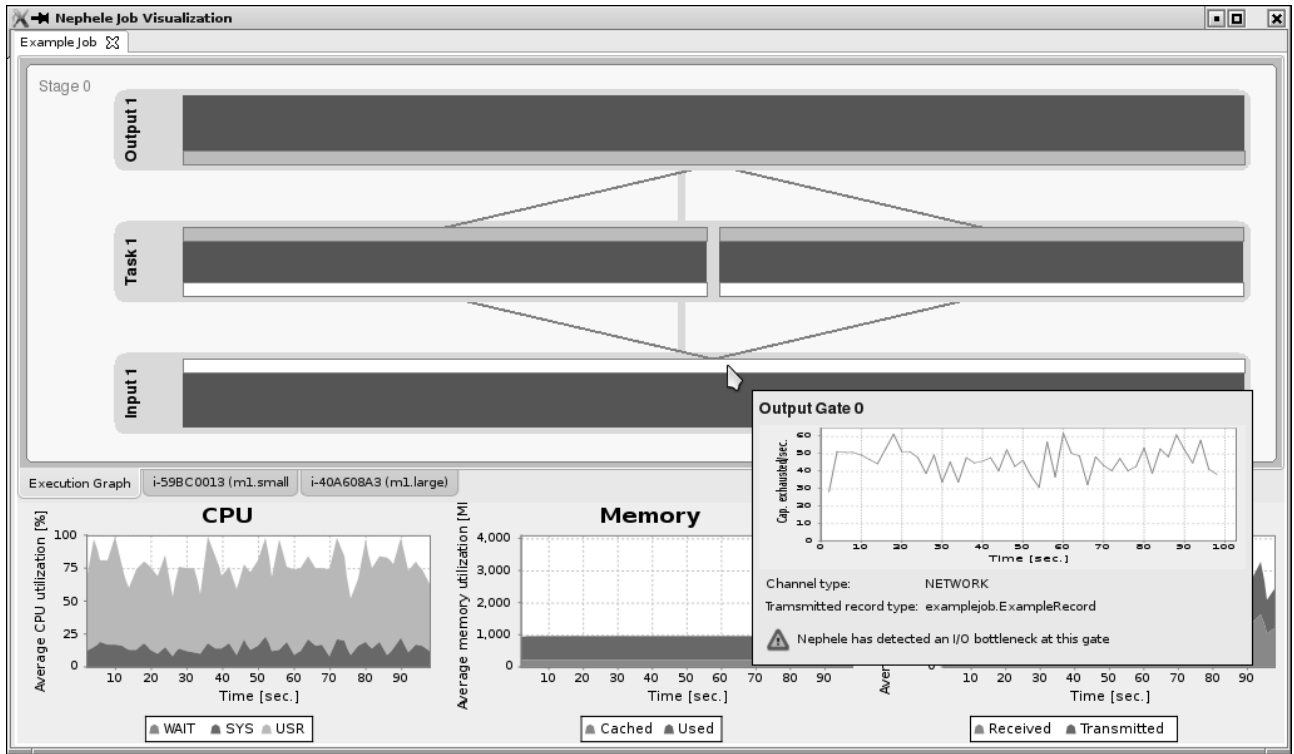 Nephele Job Visualization
Example Job
Stage 0
Output 1
Task 1
Input 1
Output Gate 0
Cap. exhausted/sec.
60
50
40
30
20
10
0
0 10 20 30 40 50 60 70 80 90 100
Time [sec.]
Channel type: NETWORK
Tramsmitted record type: examplejob.ExampleRecord
Nephele has detected an I/O bottleneck at this gate
Execution Graph
i-59BC0013 (m1.small
i-40A608A3 (m1.large)
CPU
Average CPU utilization [%]
100
75
50
25
0
10 20 30 40 50 60 70 80 90
Time [sec.]
WAIT SYS USR
Memory
Average memory utilization [MI
4,000
3,000
2,000
1,000
0
10 20 30 40 50 60 70 80 90
Time [sec.]
Cached Used
Aver
0
10 20 30 40 50 60 70 80 90
Time [sec.]
Received Transmitted